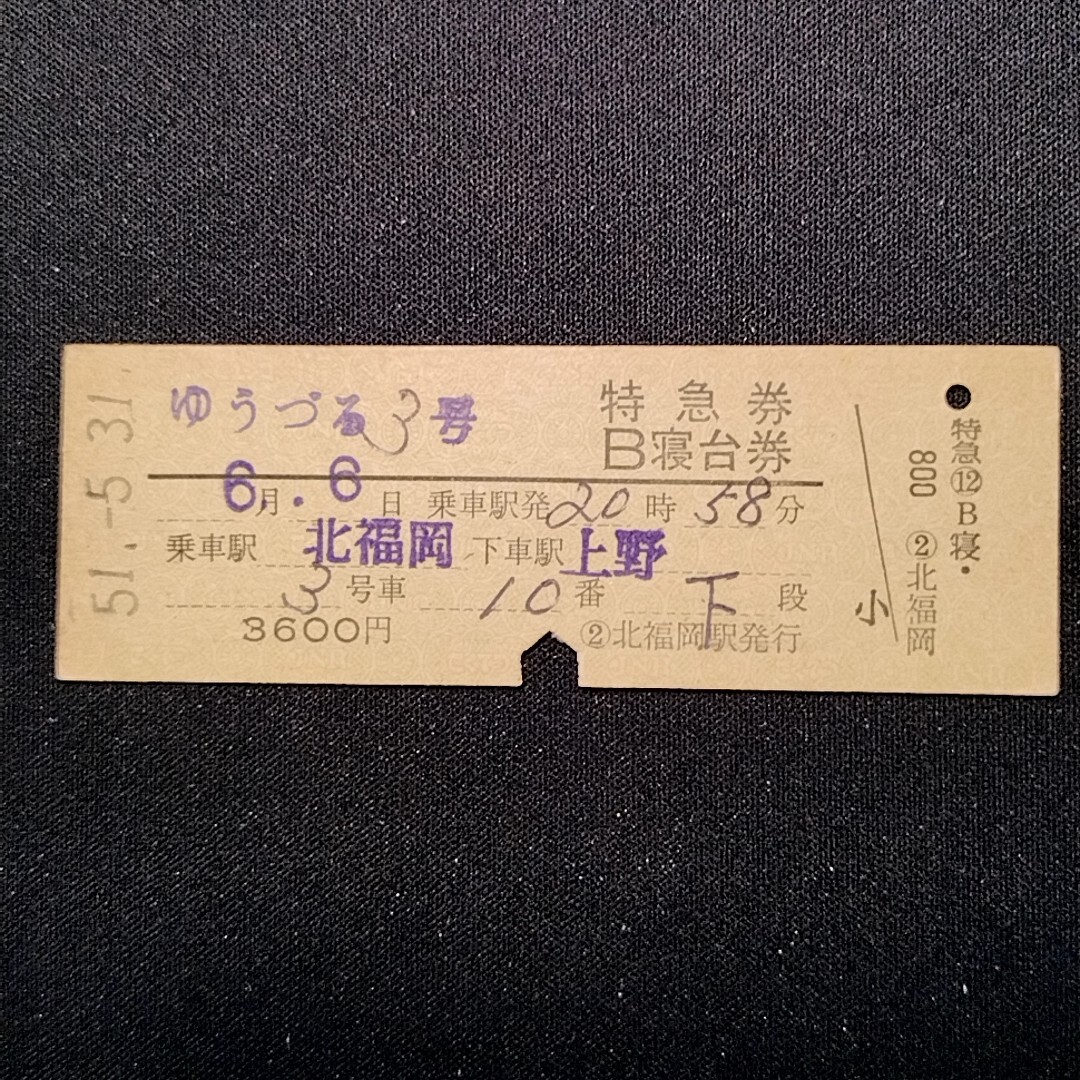 51.-5.31
ゆうづる3号
特急券
B寝台券
6月.6日 乗車駅発20時58分
乗車駅 北福岡 下車駅 上野
3号車 10番 下段
3600円 ②北福岡駅発行
小
特急⑫B寝・
800 ②北福岡